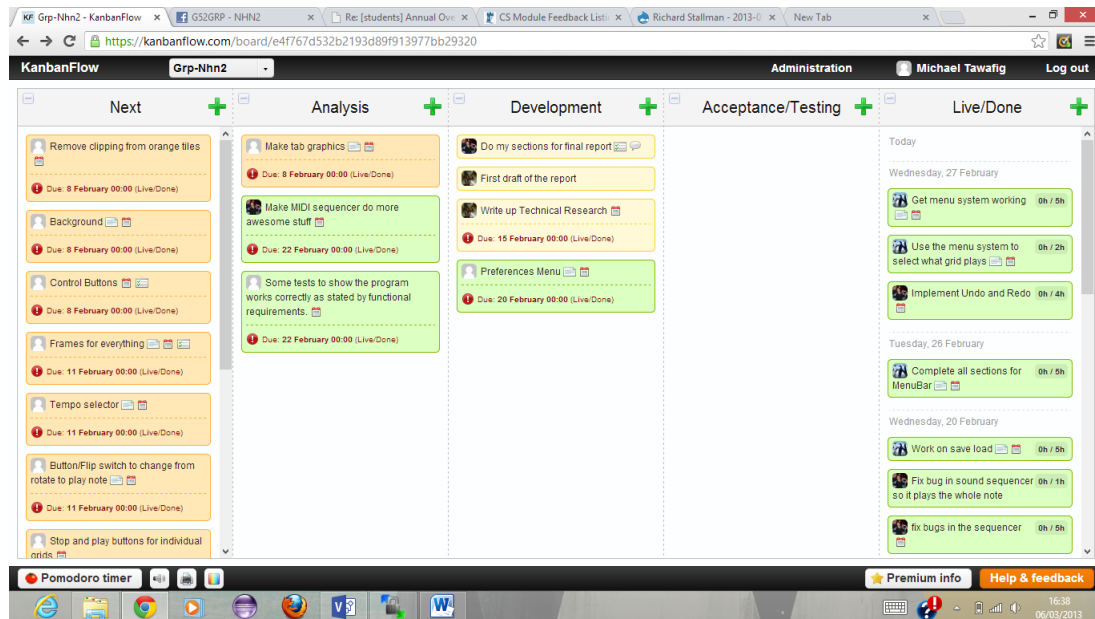 Grp-Nhn2 - KanbanFlow
G52GRP - NHN2
Re: [students] Annual Ove
CS Module Feedback Listi
Richard Stallman - 2013-0
New Tab
https://kanbanflow.com/board/e4f767d532b2193d89f913977bb29320
KanbanFlow
Grp-Nhn2
Administration
Michael Tawafig
Log out
Next
Analysis
Development
Acceptance/Testing
Live/Done
Remove clipping from orange tiles
Due: 8 February 00:00 (Live/Done)
Background
Due: 8 February 00:00 (Live/Done)
Control Buttons
Due: 8 February 00:00 (Live/Done)
Frames for everything
Due: 11 February 00:00 (Live/Done)
Tempo selector
Due: 11 February 00:00 (Live/Done)
Button/Flip switch to change from
rotate to play note
Due: 11 February 00:00 (Live/Done)
Stop and play buttons for individual
grids
Make tab graphics
Due: 8 February 00:00 (Live/Done)
Make MIDI sequencer do more
awesome stuff
Due: 22 February 00:00 (Live/Done)
Some tests to show the program
works correctly as stated by functional
requirements.
Due: 22 February 00:00 (Live/Done)
Do my sections for final report
First draft of the report
Write up Technical Research
Due: 15 February 00:00 (Live/Done)
Preferences Menu
Due: 20 February 00:00 (Live/Done)
Today
Wednesday, 27 February
Get menu system working 0h / 5h
Use the menu system to 0h / 2h
select what grid plays
Implement Undo and Redo 0h / 4h
Tuesday, 26 February
Complete all sections for 0h / 5h
MenuBar
Wednesday, 20 February
Work on save load 0h / 5h
Fix bug in sound sequencer 0h / 1h
so it plays the whole note
fix bugs in the sequencer 0h / 5h
Pomodoro timer
Premium info
Help & feedback
16:38
06/03/2013